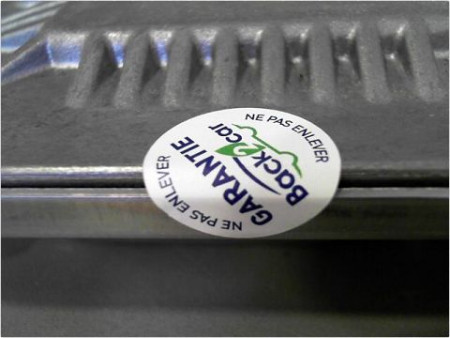 NE PAS ENLEVER
Back2car
GARANTIE
NE PAS ENLEVER